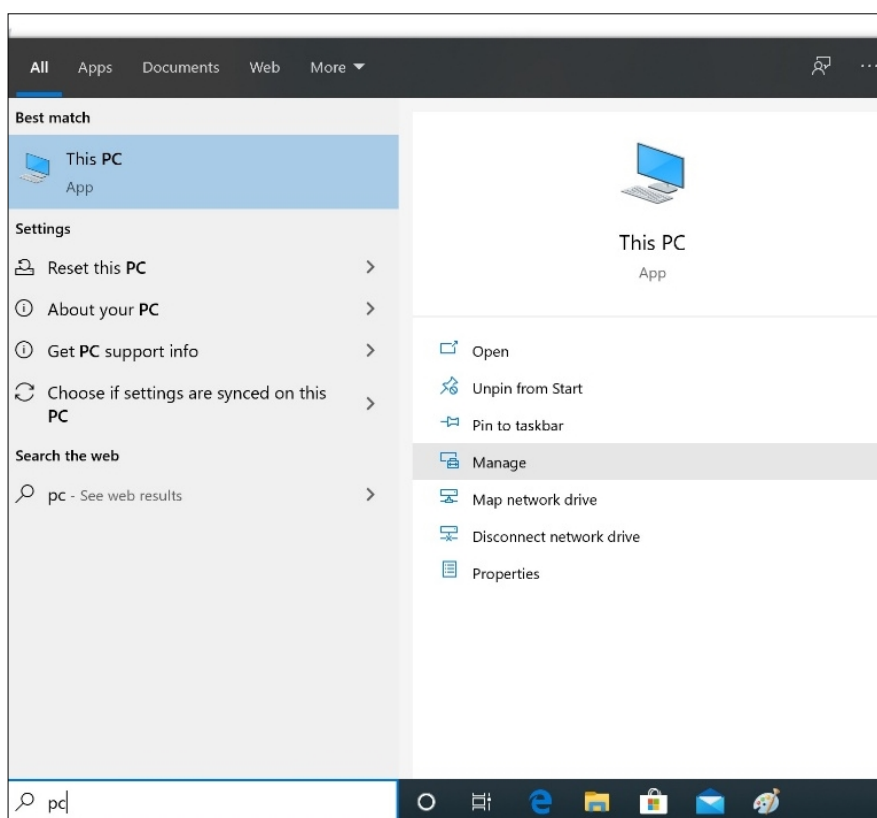 All Apps Documents Web More
Best match
This PC
App
Settings
Reset this PC
About your PC
Get PC support info
Choose if settings are synced on this
PC
Search the web
pc - See web results
This PC
App
Open
Unpin from Start
Pin to taskbar
Manage
Map network drive
Disconnect network drive
Properties
pc